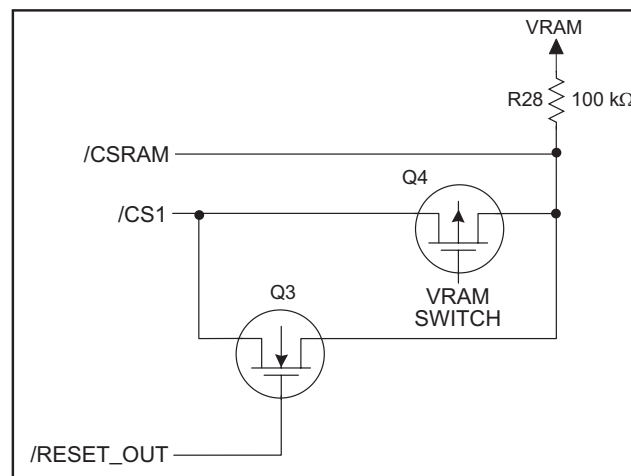 VRAM
R28 100 kΩ
/CSRAM
Q4
/CS1
VRAM
SWITCH
Q3
/RESET_OUT